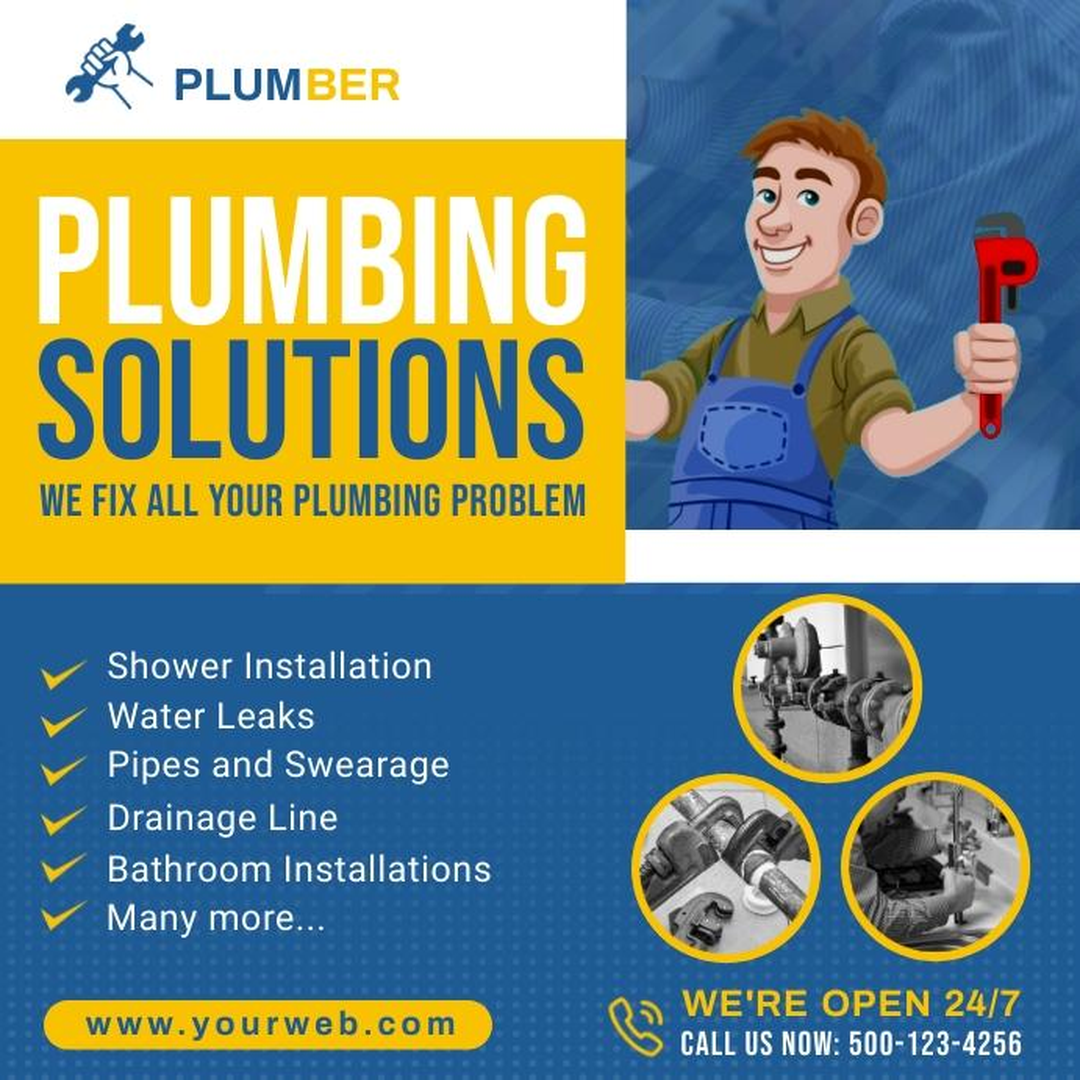 PLUMBER
PLUMBING
SOLUTIONS
WE FIX ALL YOUR PLUMBING PROBLEM
Shower Installation
Water Leaks
Pipes and Swearage
Drainage Line
Bathroom Installations
Many more...
www.yourweb.com
WE'RE OPEN 24/7
CALL US NOW: 500-123-4256